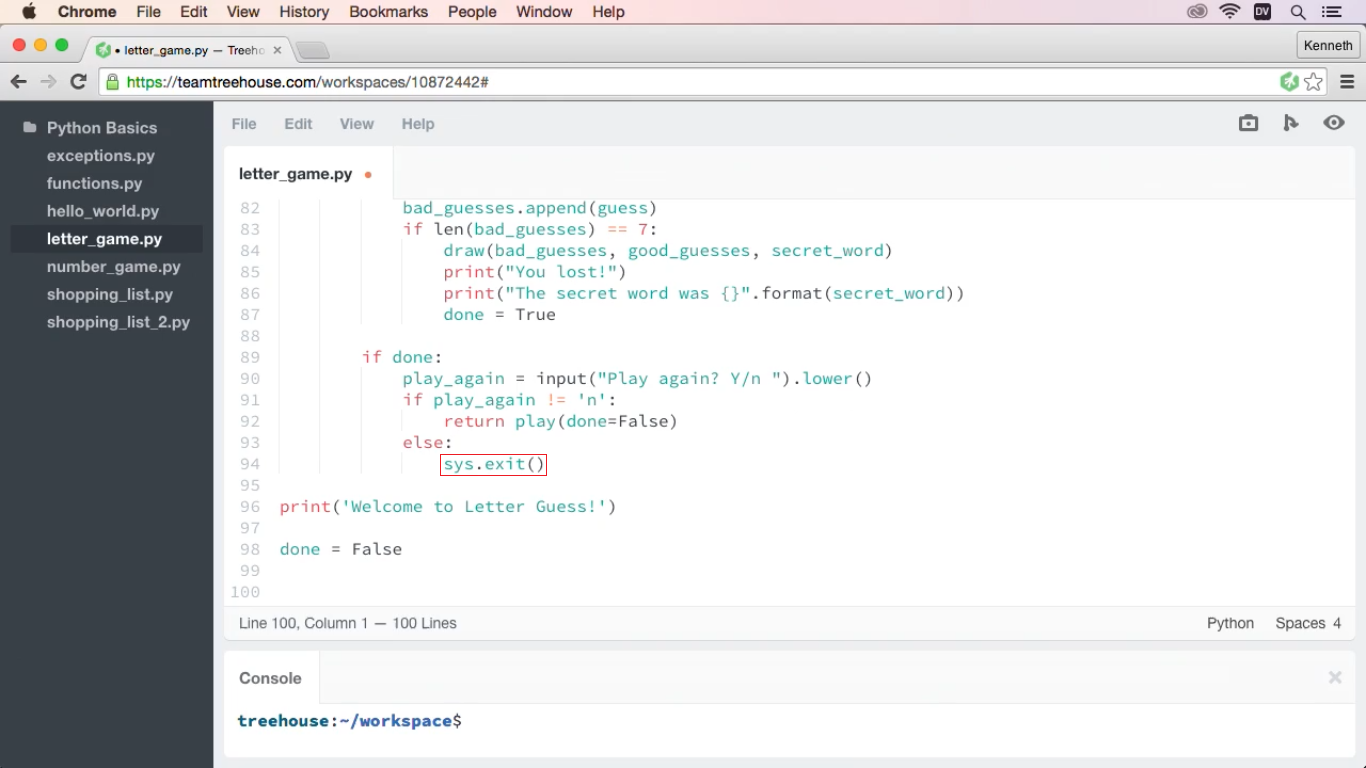 Chrome File Edit View History Bookmarks People Window Help DV
• letter_game.py — Treeho × Kenneth
https://teamtreehouse.com/workspaces/10872442#
Python Basics
exceptions.py
functions.py
hello_world.py
letter_game.py
number_game.py
shopping_list.py
shopping_list_2.py
File Edit View Help
letter_game.py •
82 bad_guesses.append(guess)
83 if len(bad_guesses) == 7:
84 draw(bad_guesses, good_guesses, secret_word)
85 print("You lost!")
86 print("The secret word was {}".format(secret_word))
87 done = True
88
89 if done:
90 play_again = input("Play again? Y/n ").lower()
91 if play_again != 'n':
92 return play(done=False)
93 else:
94 sys.exit()
95
96 print('Welcome to Letter Guess!')
97
98 done = False
99
100
Line 100, Column 1 — 100 Lines Python Spaces 4
Console ×
treehouse:~/workspace$